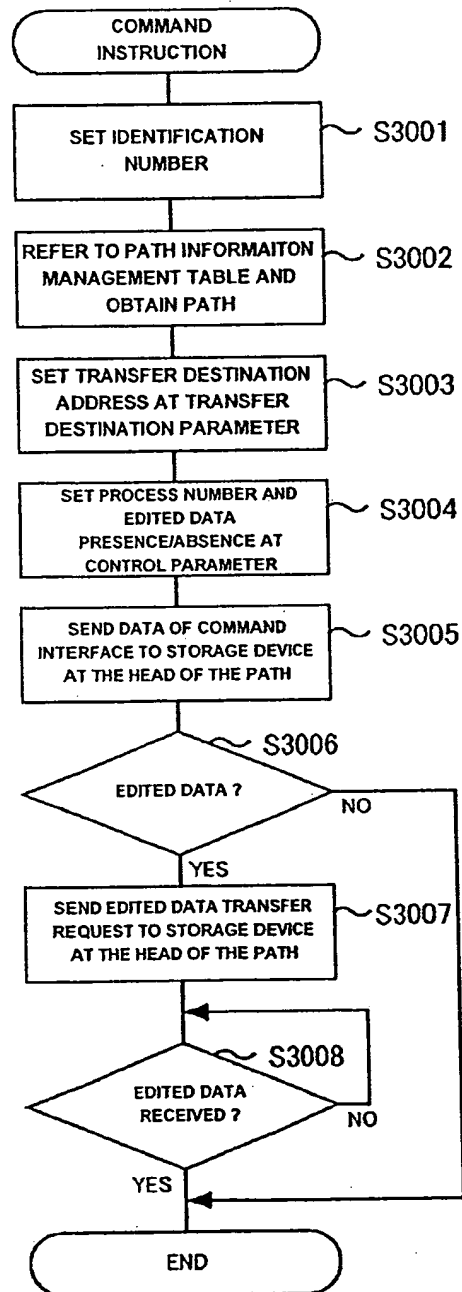 COMMAND
INSTRUCTION
SET IDENTIFICATION
NUMBER
S3001
REFER TO PATH INFORMAITON
MANAGEMENT TABLE AND
OBTAIN PATH
S3002
SET TRANSFER DESTINATION
ADDRESS AT TRANSFER
DESTINATION PARAMETER
S3003
SET PROCESS NUMBER AND
EDITED DATA
PRESENCE/ABSENCE AT
CONTROL PARAMETER
S3004
SEND DATA OF COMMAND
INTERFACE TO STORAGE DEVICE
AT THE HEAD OF THE PATH
S3005
S3006
EDITED DATA ?
NO
YES
SEND EDITED DATA TRANSFER
REQUEST TO STORAGE DEVICE
AT THE HEAD OF THE PATH
S3007
S3008
EDITED DATA
RECEIVED ?
NO
YES
END